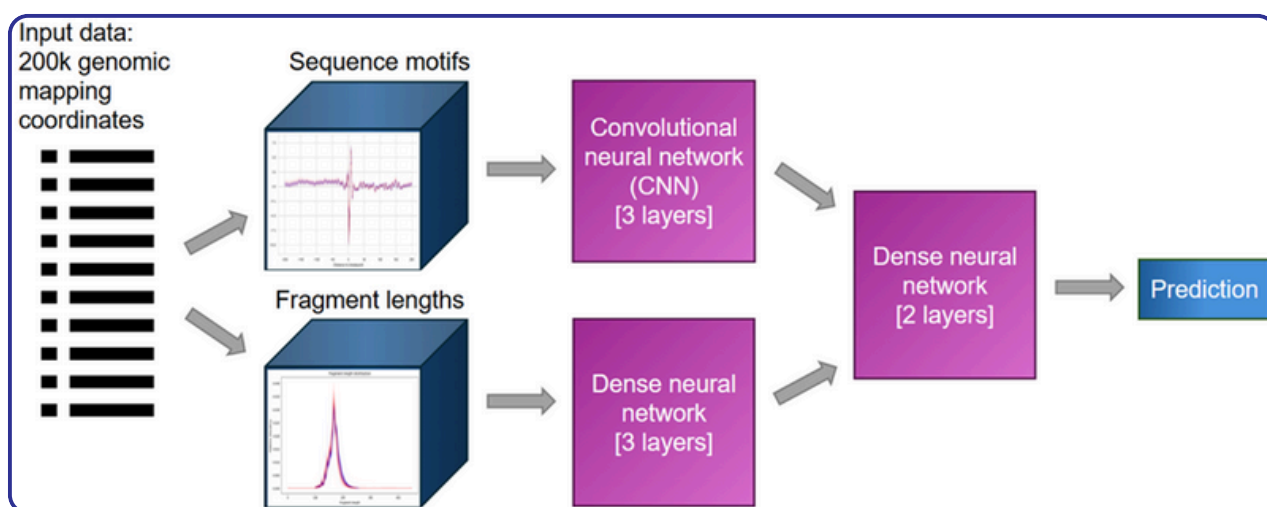 Input data:
200k genomic
mapping
coordinates
Sequence motifs
Fragment lengths
Convolutional
neural network
(CNN)
[3 layers]
Dense neural
network
[3 layers]
Dense neural
network
[2 layers]
Prediction